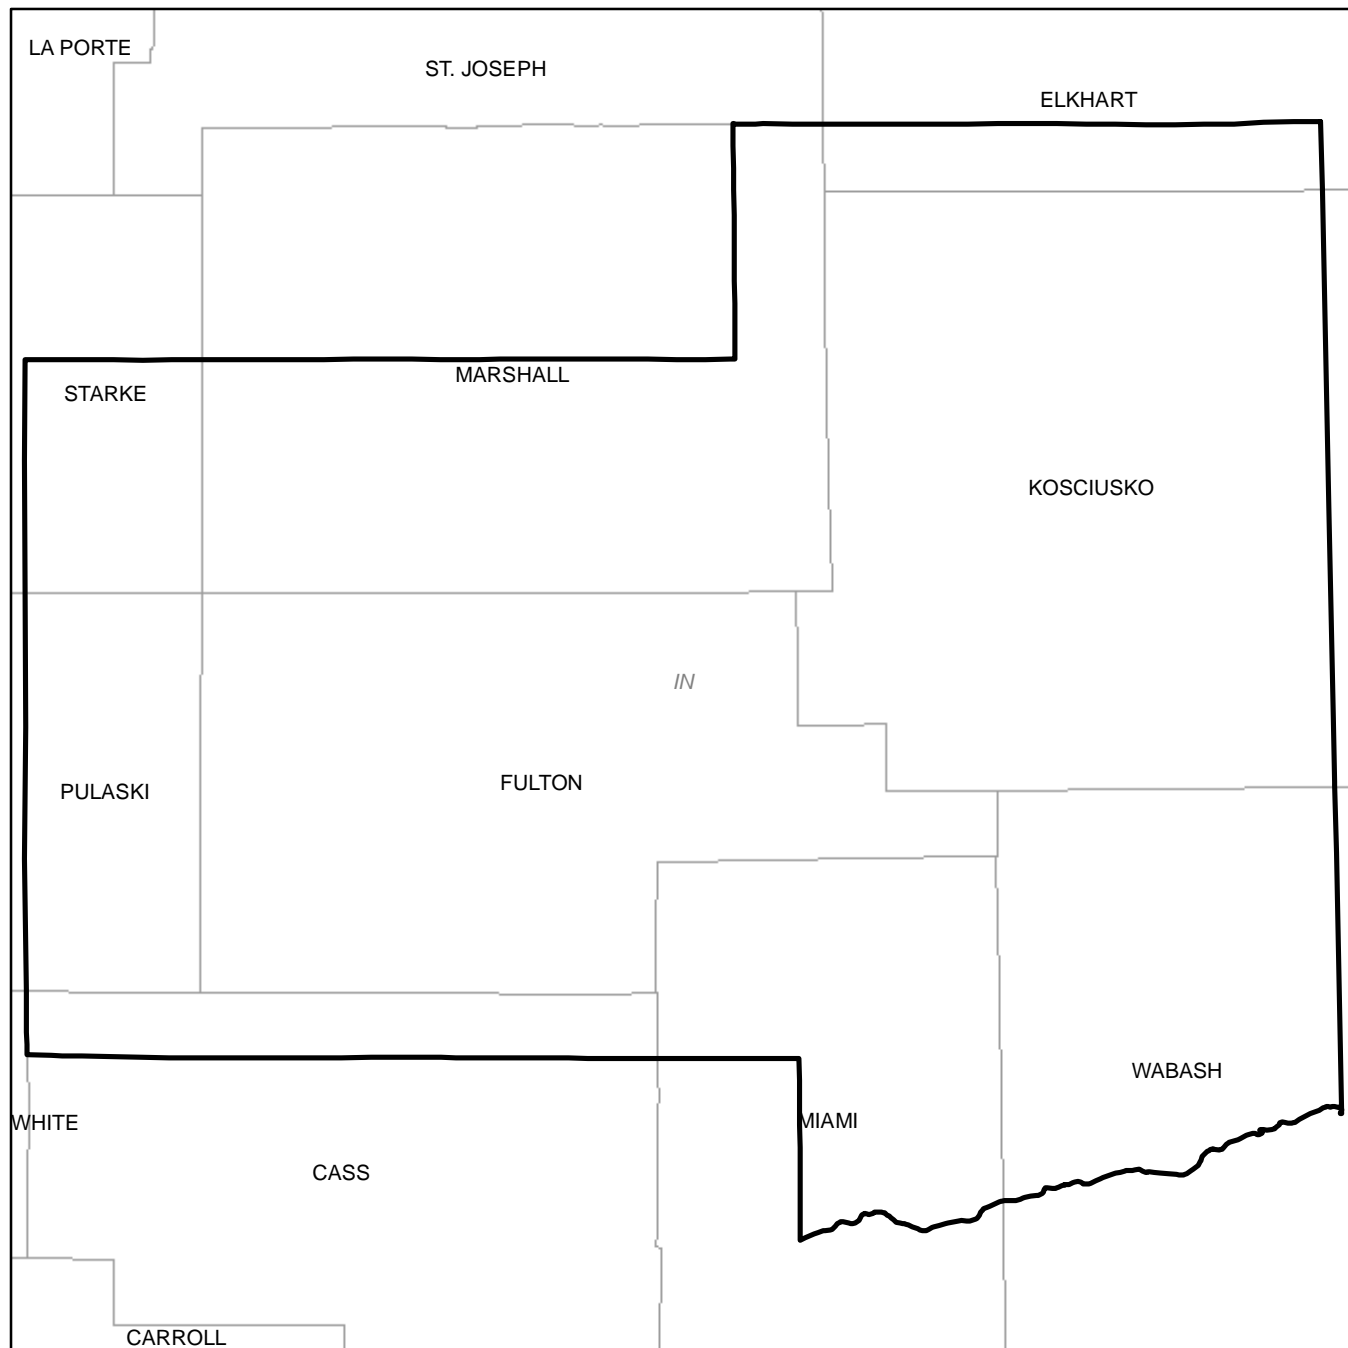 LA PORTE
ST. JOSEPH
ELKHART
STARKE
MARSHALL
KOSCIUSKO
IN
PULASKI
FULTON
WABASH
WHITE
MIAMI
CASS
CARROLL